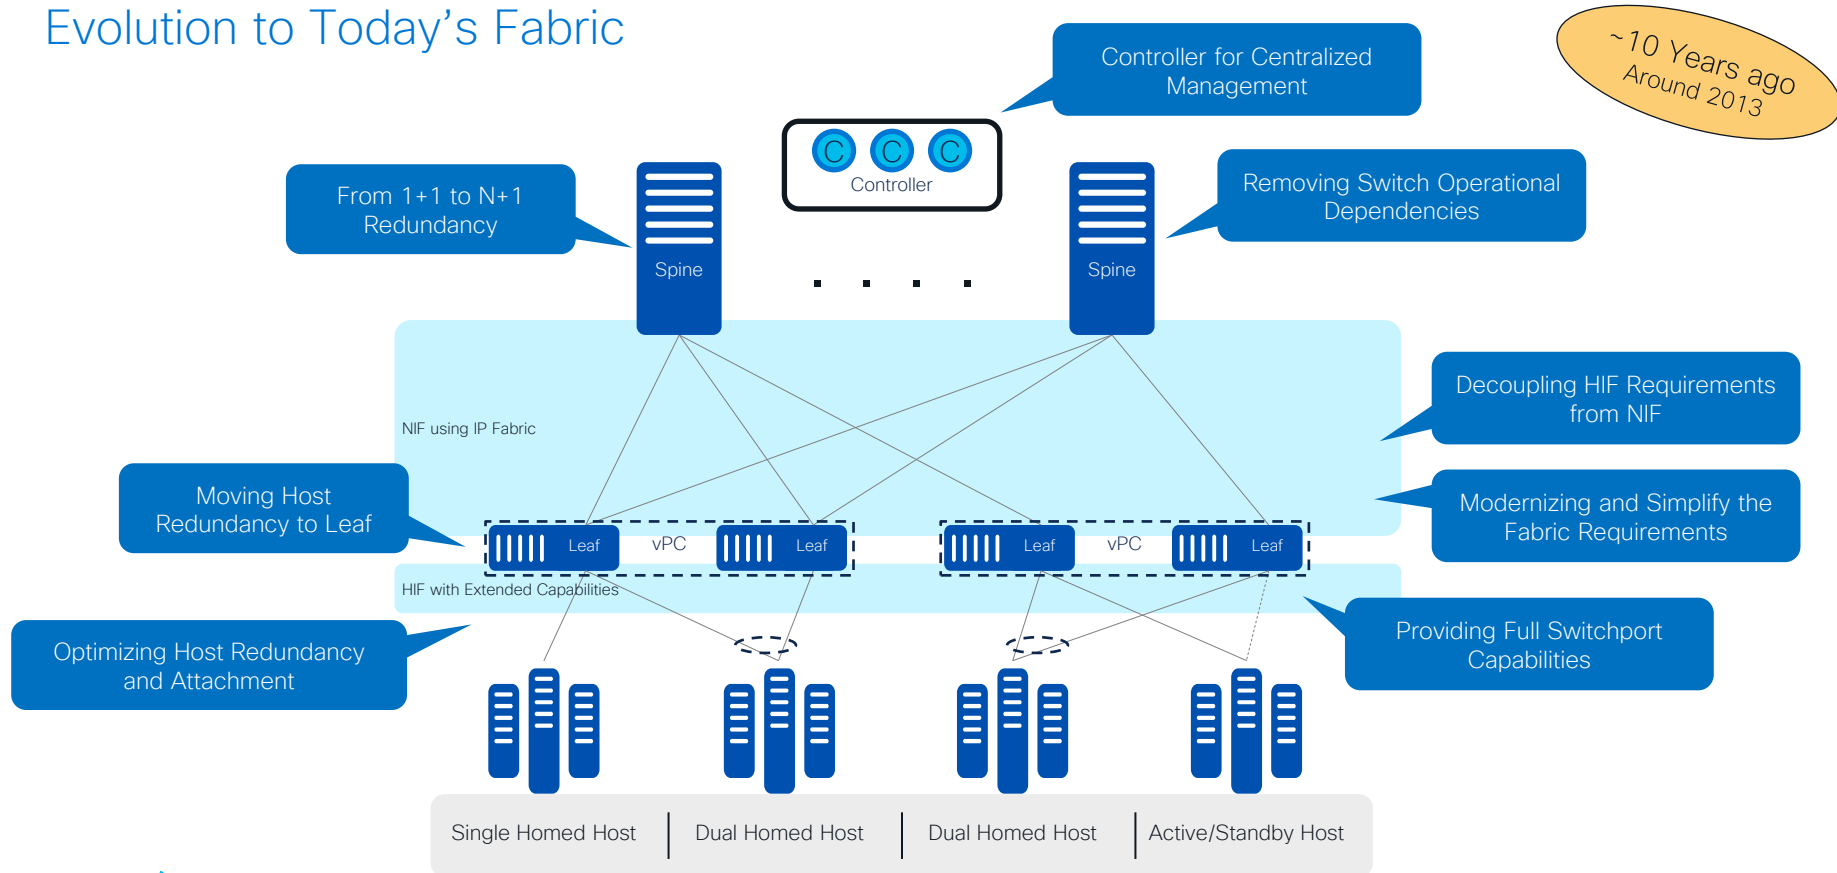 Evolution to Today's Fabric
~10 Years ago
Around 2013
Controller for Centralized
Management
C C C
Controller
From 1+1 to N+1
Redundancy
Removing Switch Operational
Dependencies
Spine
Spine
Decoupling HIF Requirements
from NIF
NIF using IP Fabric
Moving Host
Redundancy to Leaf
Modernizing and Simplify the
Fabric Requirements
Leaf vPC Leaf
Leaf vPC Leaf
HIF with Extended Capabilities
Optimizing Host Redundancy
and Attachment
Providing Full Switchport
Capabilities
Single Homed Host
Dual Homed Host
Dual Homed Host
Active/Standby Host